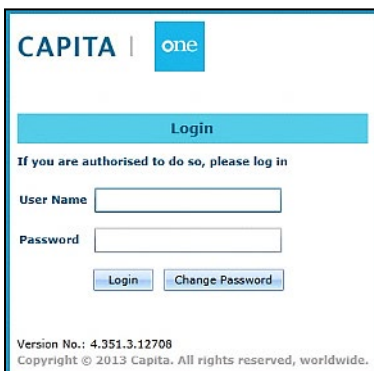 CAPITA | one
Login
If you are authorised to do so, please log in
User Name
Password
Login Change Password
Version No.: 4.351.3.12708
Copyright © 2013 Capita. All rights reserved, worldwide.